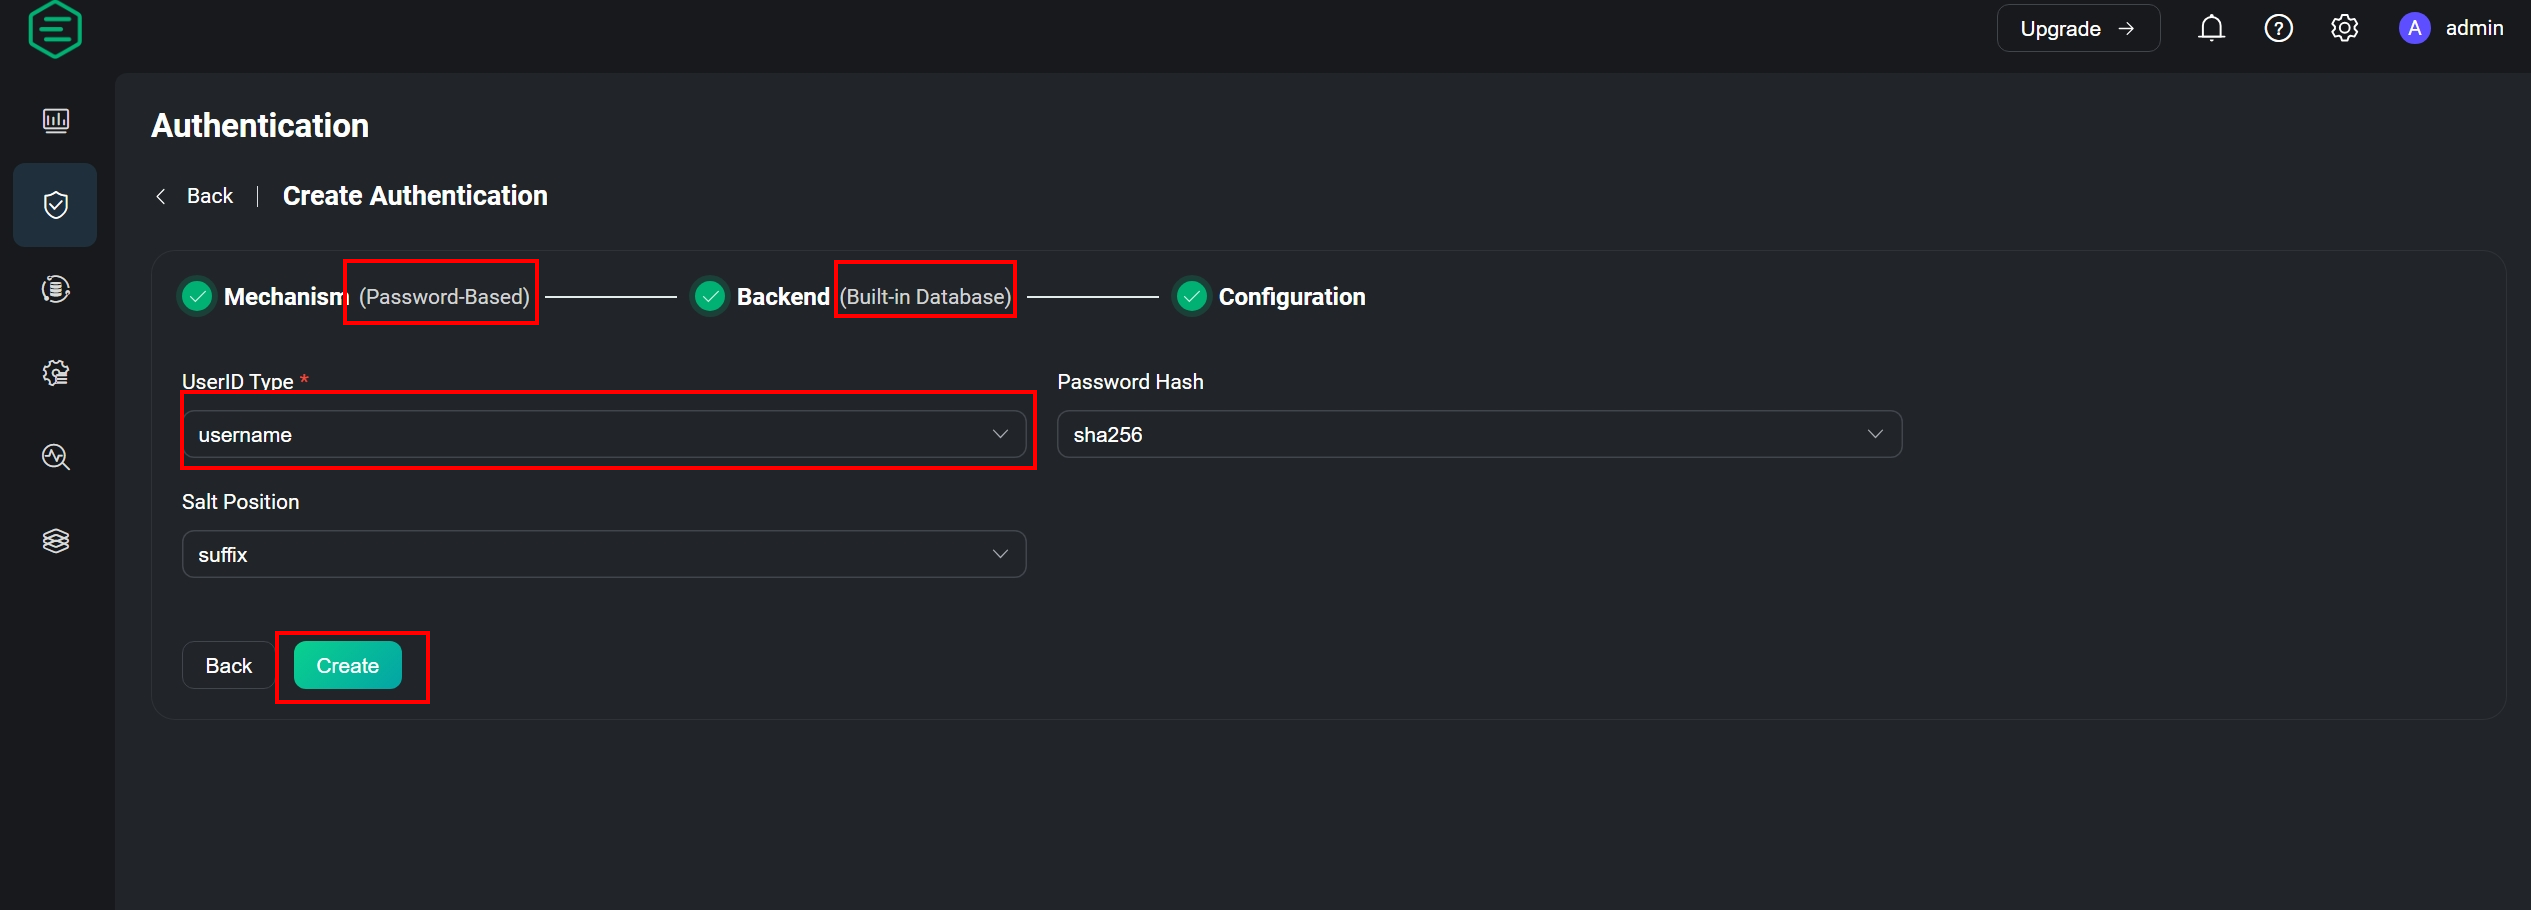 Upgrade →
A admin
Authentication
Back | Create Authentication
Mechanism (Password-Based) Backend (Built-in Database) Configuration
UserID Type * Password Hash
username sha256
Salt Position
suffix
Back Create